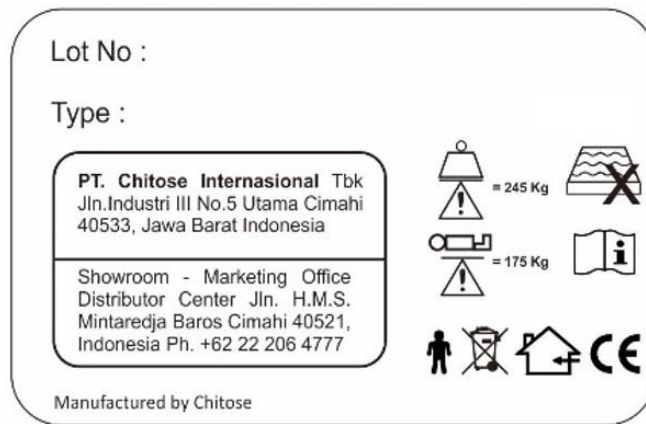 Lot No :
Type :
PT. Chitose Internasional Tbk
Jln.Industri III No.5 Utama Cimahi
40533, Jawa Barat Indonesia
Showroom - Marketing Office
Distributor Center Jln. H.M.S.
Mintaredja Baros Cimahi 40521,
Indonesia Ph. +62 22 206 4777
Manufactured by Chitose
= 245 Kg
= 175 Kg
i
CE